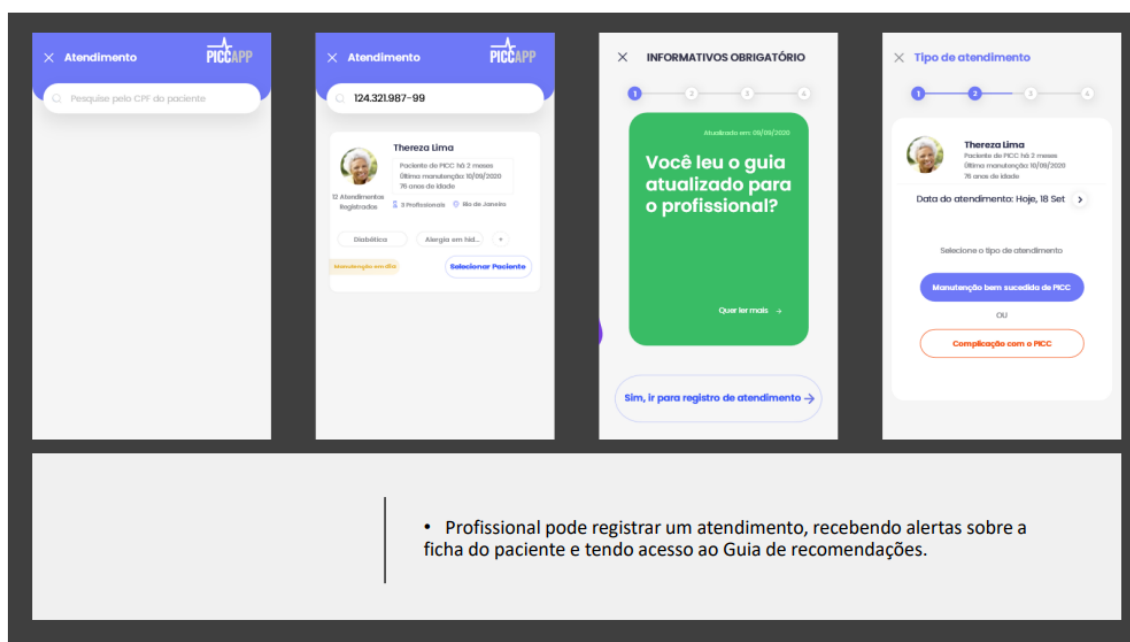 Atendimento
PICCAPP
Pesquise pelo CPF do paciente
Atendimento
PICCAPP
124.321.987-99
Thereza Lima
Paciente de PICC há 2 meses
Última manutenção: 10/09/2020
76 anos de idade
12 Atendimentos
Registrados
3 Profissionais
Rio de Janeiro
Diabética
Alergia em hid...
+
Manutenção em dia
Selecionar Paciente
INFORMATIVOS OBRIGATÓRIO
1 2 3 4
Atualizado em: 09/09/2020
Você leu o guia
atualizado para
o profissional?
Quer ler mais →
Sim, ir para registro de atendimento →
Tipo de atendimento
1 2 3 4
Thereza Lima
Paciente de PICC há 2 meses
Última manutenção: 10/09/2020
76 anos de idade
Data do atendimento: Hoje, 18 Set
Selecione o tipo de atendimento
Manutenção bem sucedida de PICC
OU
Complicação com o PICC
• Profissional pode registrar um atendimento, recebendo alertas sobre a
ficha do paciente e tendo acesso ao Guia de recomendações.